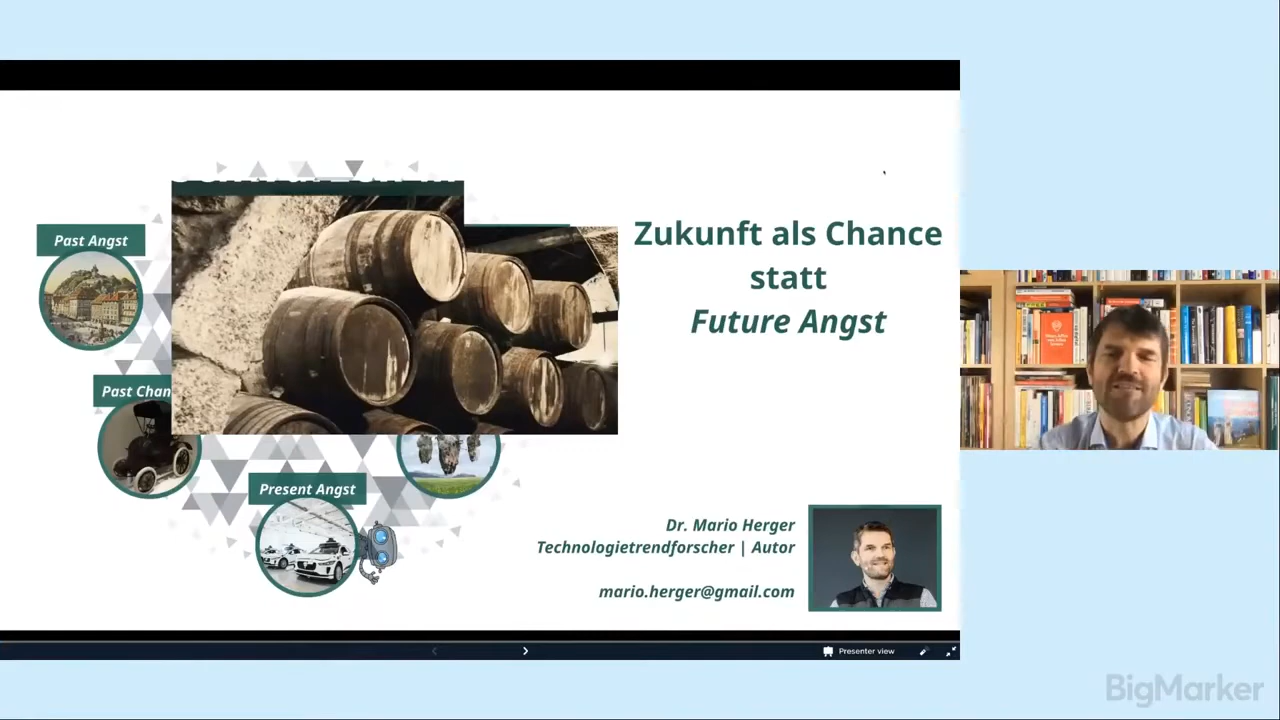 Past Angst
Past Chan
Present Angst
Zukunft als Chance
statt
Future Angst
Dr. Mario Herger
Technologietrendforscher | Autor
mario.herger@gmail.com
FREE
Presenter view
BigMarker